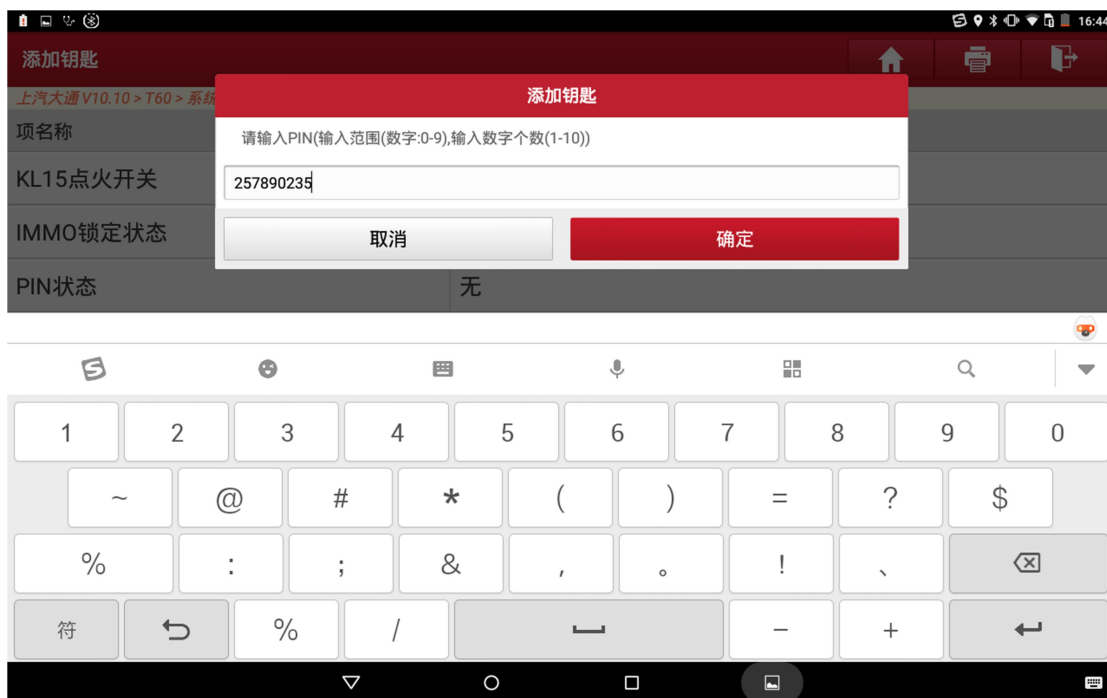 16:44
添加钥匙
上汽大通 V10.10 > T60 > 系统
添加钥匙
项名称
请输入PIN(输入范围(数字:0-9),输入数字个数(1-10))
KL15点火开关
257890235
IMMO锁定状态
取消 确定
PIN状态 无
1 2 3 4 5 6 7 8 9 0
~ @ # * ( ) = ? $
% : ; & , 。 ! 、
符 % / − +